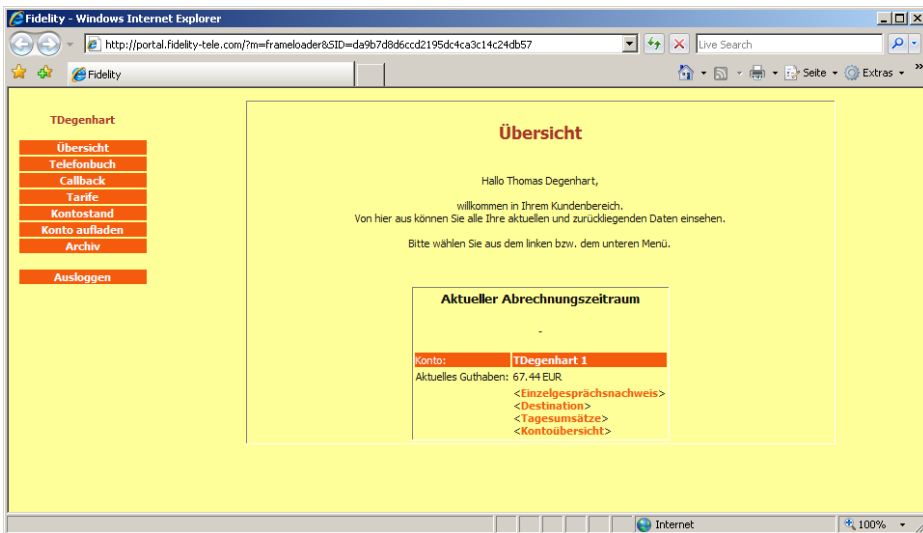 Fidelity - Windows Internet Explorer
http://portal.fidelity-tele.com/?m=frameloader&SID=da9b7d8d6ccd2195dc4ca3c14c24db57
Live Search
Fidelity
Seite
Extras
»
TDegenhart
Übersicht
Telefonbuch
Callback
Tarife
Kontostand
Konto aufladen
Archiv
Ausloggen
Übersicht
Hallo Thomas Degenhart,
willkommen in Ihrem Kundenbereich.
Von hier aus können Sie alle Ihre aktuellen und zurückliegenden Daten einsehen.
Bitte wählen Sie aus dem linken bzw. dem unteren Menü.
Aktueller Abrechnungszeitraum
-
Konto: TDegenhart 1
Aktuelles Guthaben: 67.44 EUR
<Einzelgesprächsnachweis>
<Destination>
<Tagesumsätze>
<Kontoübersicht>
Internet
100%